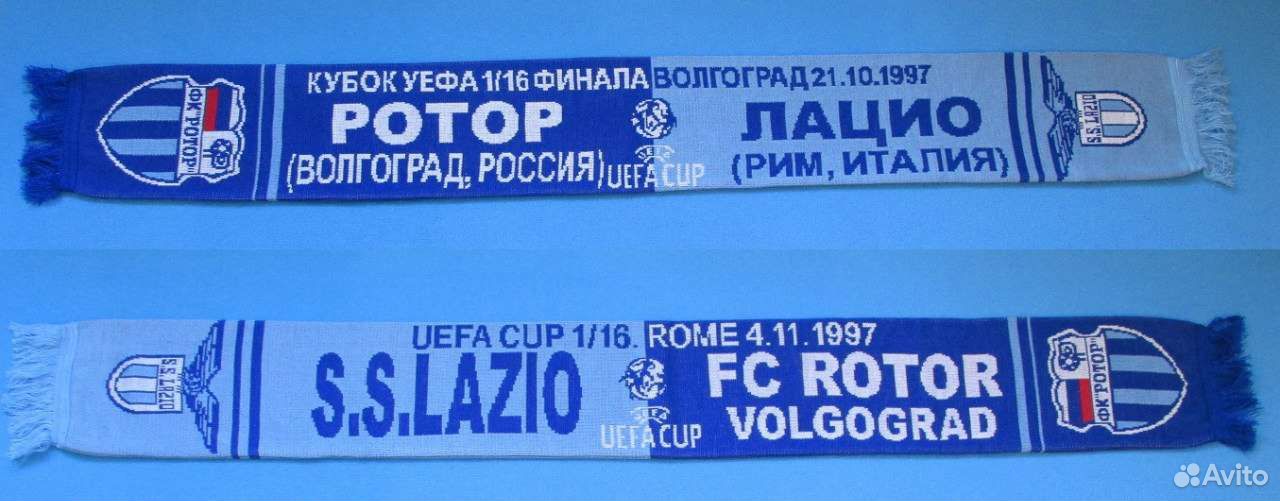 КУБОК УЕФА 1/16 ФИНАЛА ВОЛГОГРАД 21.10.1997
РОТОР
ЛАЦИО
(ВОЛГОГРАД, РОССИЯ)
UEFA CUP
(РИМ, ИТАЛИЯ)
ФК "РОТОР"
S.S.LAZIO
UEFA CUP 1/16. ROME 4.11.1997
S.S.LAZIO
FC ROTOR
VOLGOGRAD
UEFA CUP
S.S.LAZIO
ФК "РОТОР"
Avito